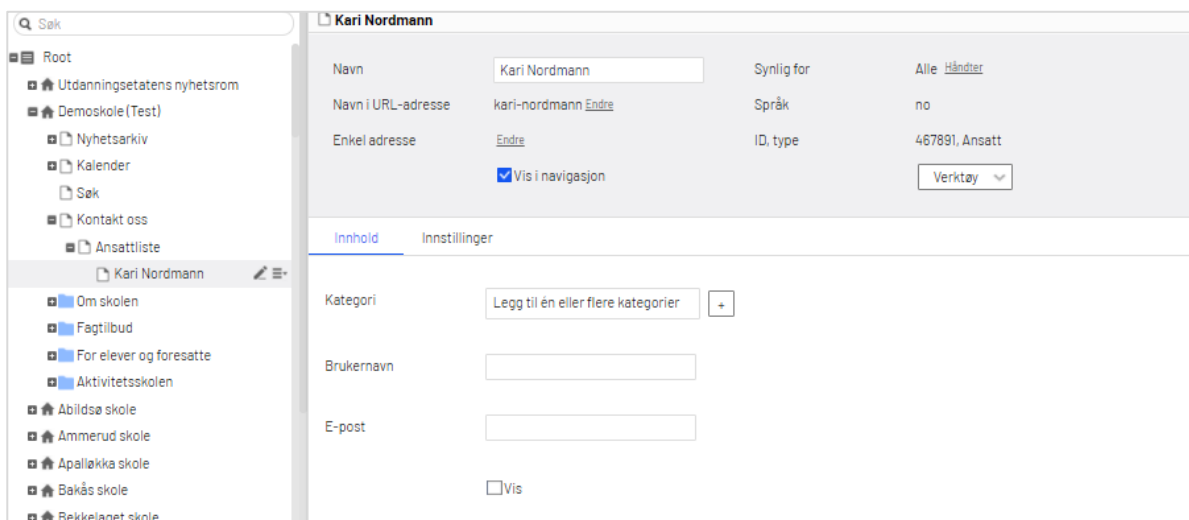 Søk
Root
Utdanningsetatens nyhetsrom
Demoskole (Test)
Nyhetsarkiv
Kalender
Søk
Kontakt oss
Ansattliste
Kari Nordmann
Om skolen
Fagtilbud
For elever og foresatte
Aktivitetsskolen
Abildsø skole
Ammerud skole
Apalløkka skole
Bakås skole
Bekkelaget skole
Kari Nordmann
Navn Kari Nordmann Synlig for Alle Håndter
Navn i URL-adresse kari-nordmann Endre Språk no
Enkel adresse Endre ID, type 467891, Ansatt
Vis i navigasjon Verktøy
Innhold Innstillinger
Kategori Legg til én eller flere kategorier +
Brukernavn
E-post
Vis